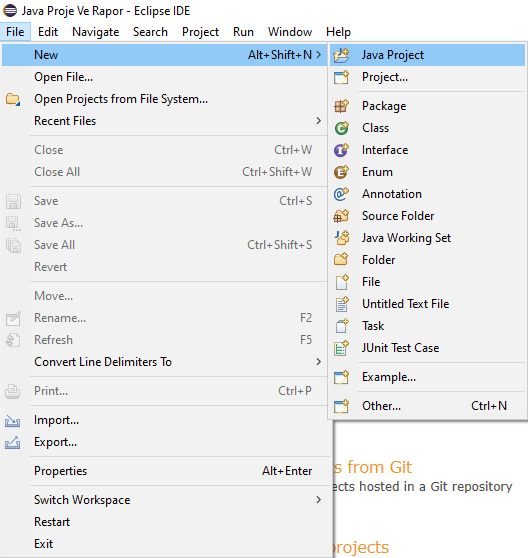 Java Proje Ve Rapor - Eclipse IDE
File Edit Navigate Search Project Run Window Help
New Alt+Shift+N >
Open File...
Open Projects from File System...
Recent Files >
Close Ctrl+W
Close All Ctrl+Shift+W
Save Ctrl+S
Save As...
Save All Ctrl+Shift+S
Revert
Move...
Rename... F2
Refresh F5
Convert Line Delimiters To >
Print... Ctrl+P
Import...
Export...
Properties Alt+Enter
Switch Workspace >
Restart
Exit
Java Project
Project...
Package
Class
Interface
Enum
Annotation
Source Folder
Java Working Set
Folder
File
Untitled Text File
Task
JUnit Test Case
Example...
Other... Ctrl+N
s from Git
ects hosted in a Git repository
projects